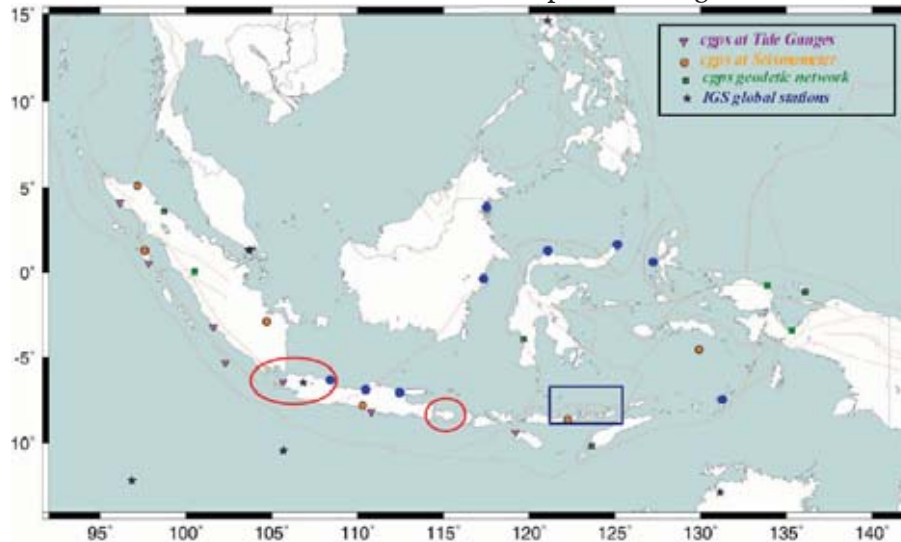 15˚
10˚
5˚
0˚
-5˚
10˚
95˚ 100˚ 105˚ 110˚ 115˚ 120˚ 125˚ 130˚ 135˚ 140˚
cgps at Tide Gauges
cgps at Seismometer
cgps geodetic network
IGS global stations